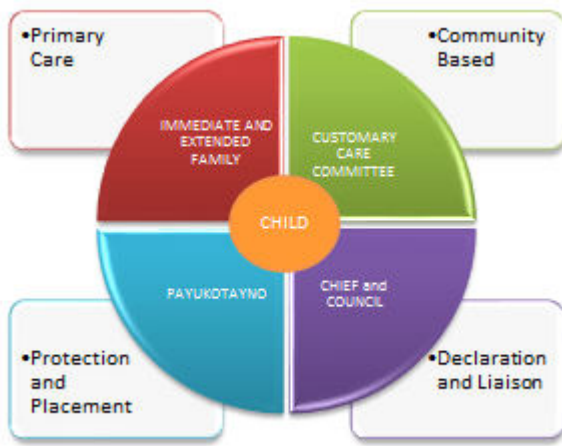 •Primary
Care
•Community
Based
IMMEDIATE AND
EXTENDED
FAMILY
CUSTOMARY
CARE
COMMITTEE
CHILD
PAYUKOTAYNO
CHIEF and
COUNCIL
•Protection
and
Placement
•Declaration
and Liaison